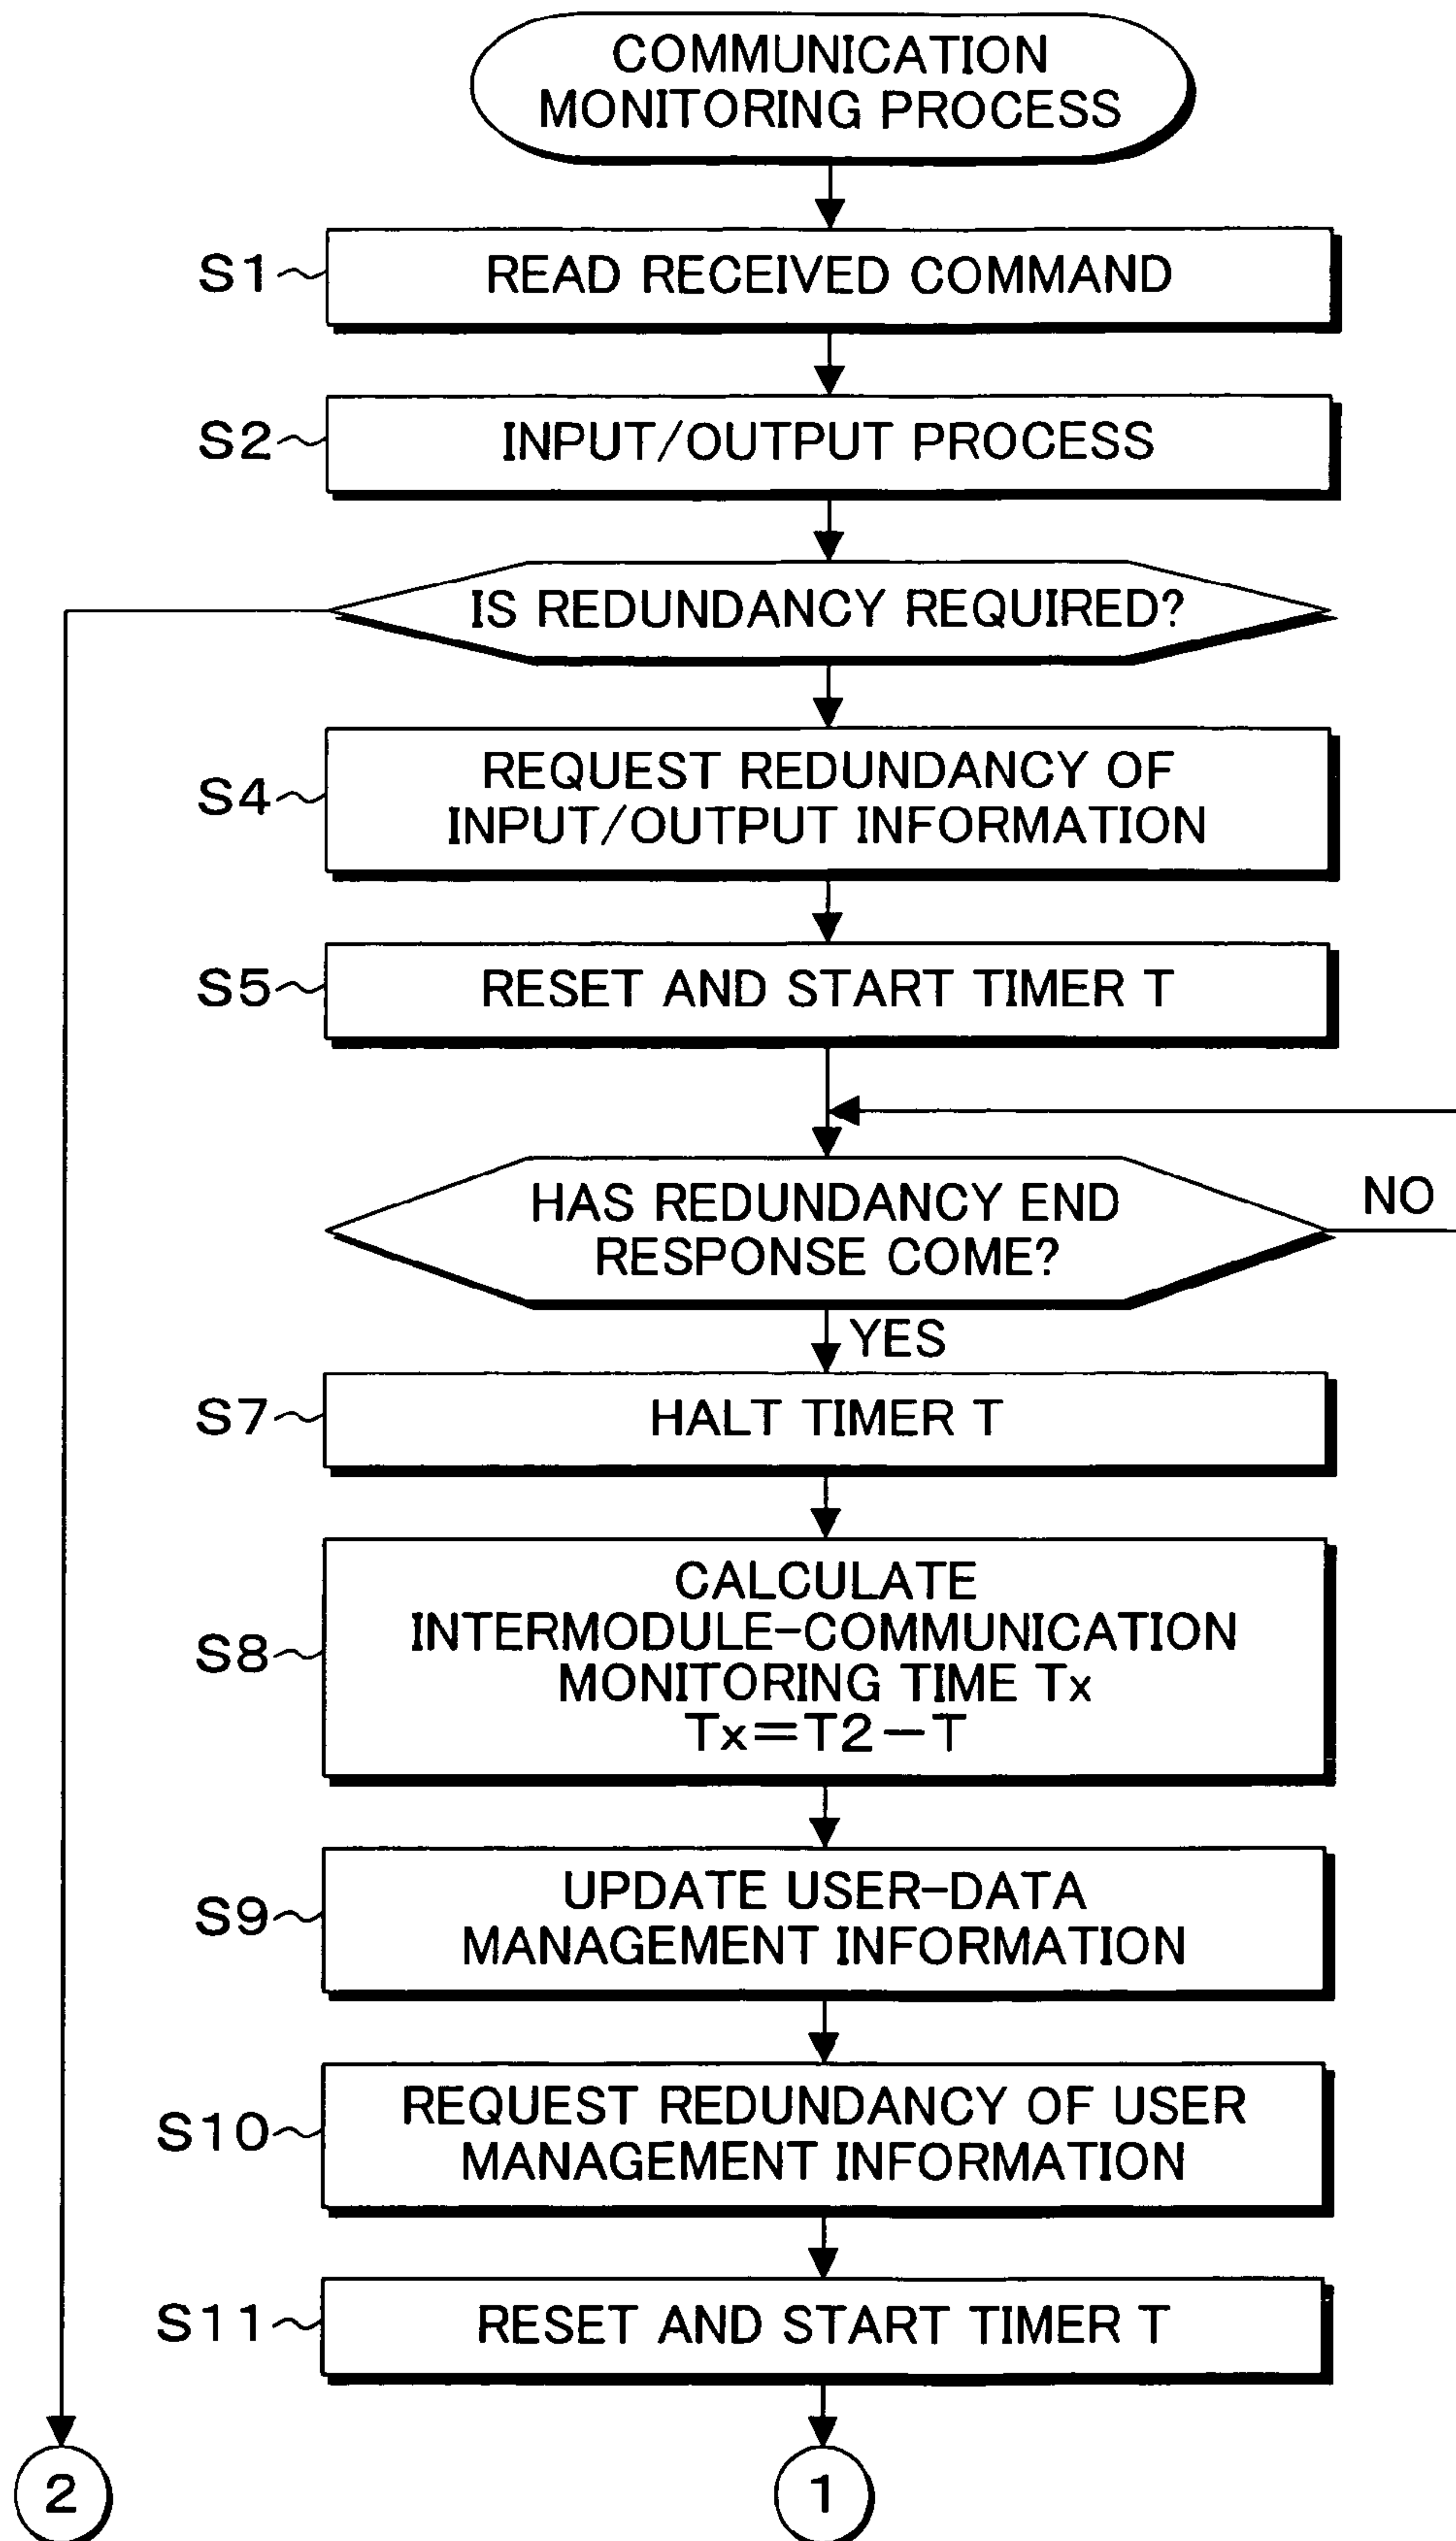 COMMUNICATION
MONITORING PROCESS
S1
READ RECEIVED COMMAND
S2
INPUT/OUTPUT PROCESS
IS REDUNDANCY REQUIRED?
S4
REQUEST REDUNDANCY OF
INPUT/OUTPUT INFORMATION
S5
RESET AND START TIMER T
HAS REDUNDANCY END
RESPONSE COME?
NO
YES
S7
HALT TIMER T
S8
CALCULATE
INTERMODULE-COMMUNICATION
MONITORING TIME Tx
Tx=T2-T
S9
UPDATE USER-DATA
MANAGEMENT INFORMATION
S10
REQUEST REDUNDANCY OF USER
MANAGEMENT INFORMATION
S11
RESET AND START TIMER T
2
1